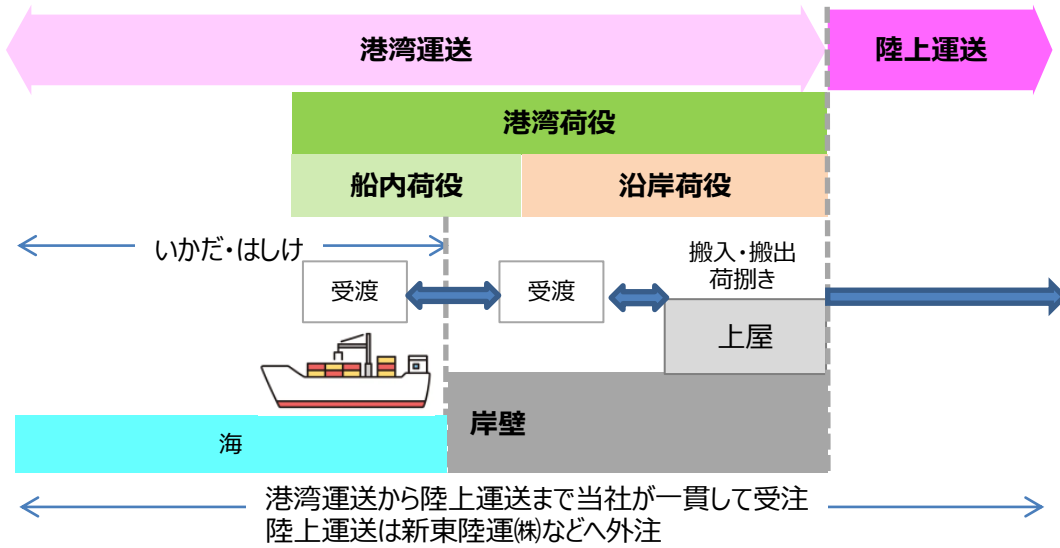 港湾運送
陸上運送
港湾荷役
船内荷役
沿岸荷役
いかだ・はしけ
搬入・搬出
荷捌き
受渡
受渡
上屋
岸壁
海
港湾運送から陸上運送まで当社が一貫して受注
陸上運送は新東陸運㈱などへ外注